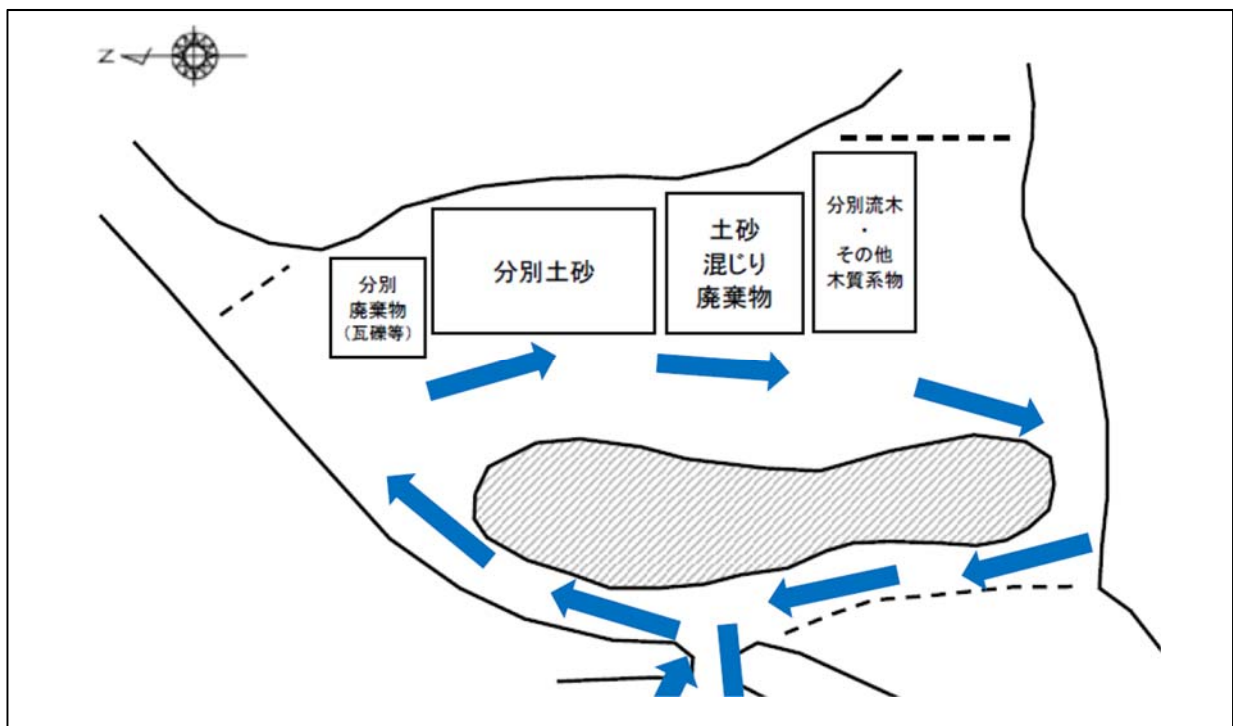 Z
分別
廃棄物
（瓦礫等）
分別土砂
土砂
混じり
廃棄物
分別流木
・
その他
木質系物